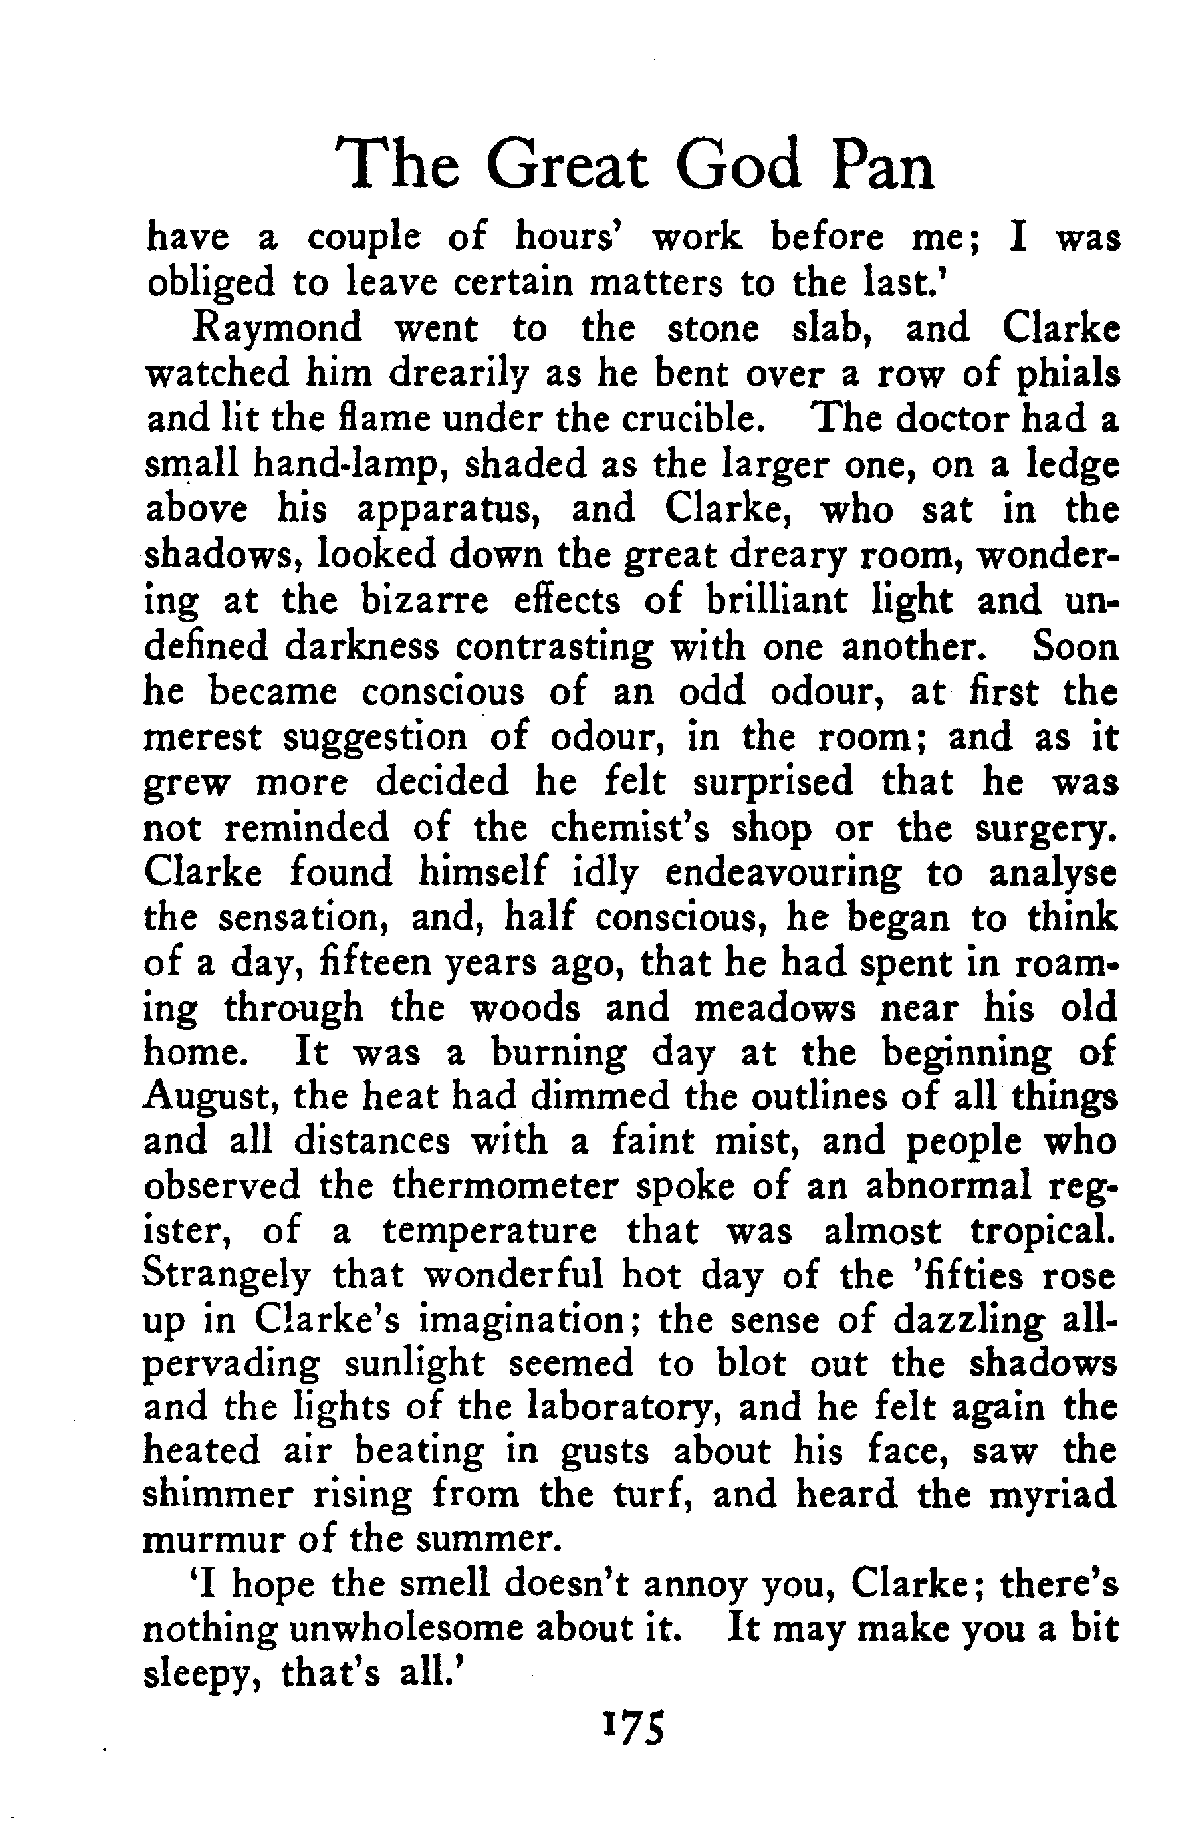 The Great God Pan
have a couple of hours' work before me; I was
obliged to leave certain matters to the last.'
Raymond went to the stone slab, and Clarke
watched him drearily as he bent over a row of phials
and lit the flame under the crucible. The doctor had a
small hand-lamp, shaded as the larger one, on a ledge
above his apparatus, and Clarke, who sat in the
shadows, looked down the great dreary room, wonder-
ing at the bizarre effects of brilliant light and un-
defined darkness contrasting with one another. Soon
he became conscious of an odd odour, at first the
merest suggestion of odour, in the room; and as it
grew more decided he felt surprised that he was
not reminded of the chemist's shop or the surgery.
Clarke found himself idly endeavouring to analyse
the sensation, and, half conscious, he began to think
of a day, fifteen years ago, that he had spent in roam-
ing through the woods and meadows near his old
home. It was a burning day at the beginning of
August, the heat had dimmed the outlines of all things
and all distances with a faint mist, and people who
observed the thermometer spoke of an abnormal reg-
ister, of a temperature that was almost tropical.
Strangely that wonderful hot day of the 'fifties rose
up in Clarke's imagination; the sense of dazzling all-
pervading sunlight seemed to blot out the shadows
and the lights of the laboratory, and he felt again the
heated air beating in gusts about his face, saw the
shimmer rising from the turf, and heard the myriad
murmur of the summer.
'I hope the smell doesn't annoy you, Clarke; there's
nothing unwholesome about it. It may make you a bit
sleepy, that's all.'
175